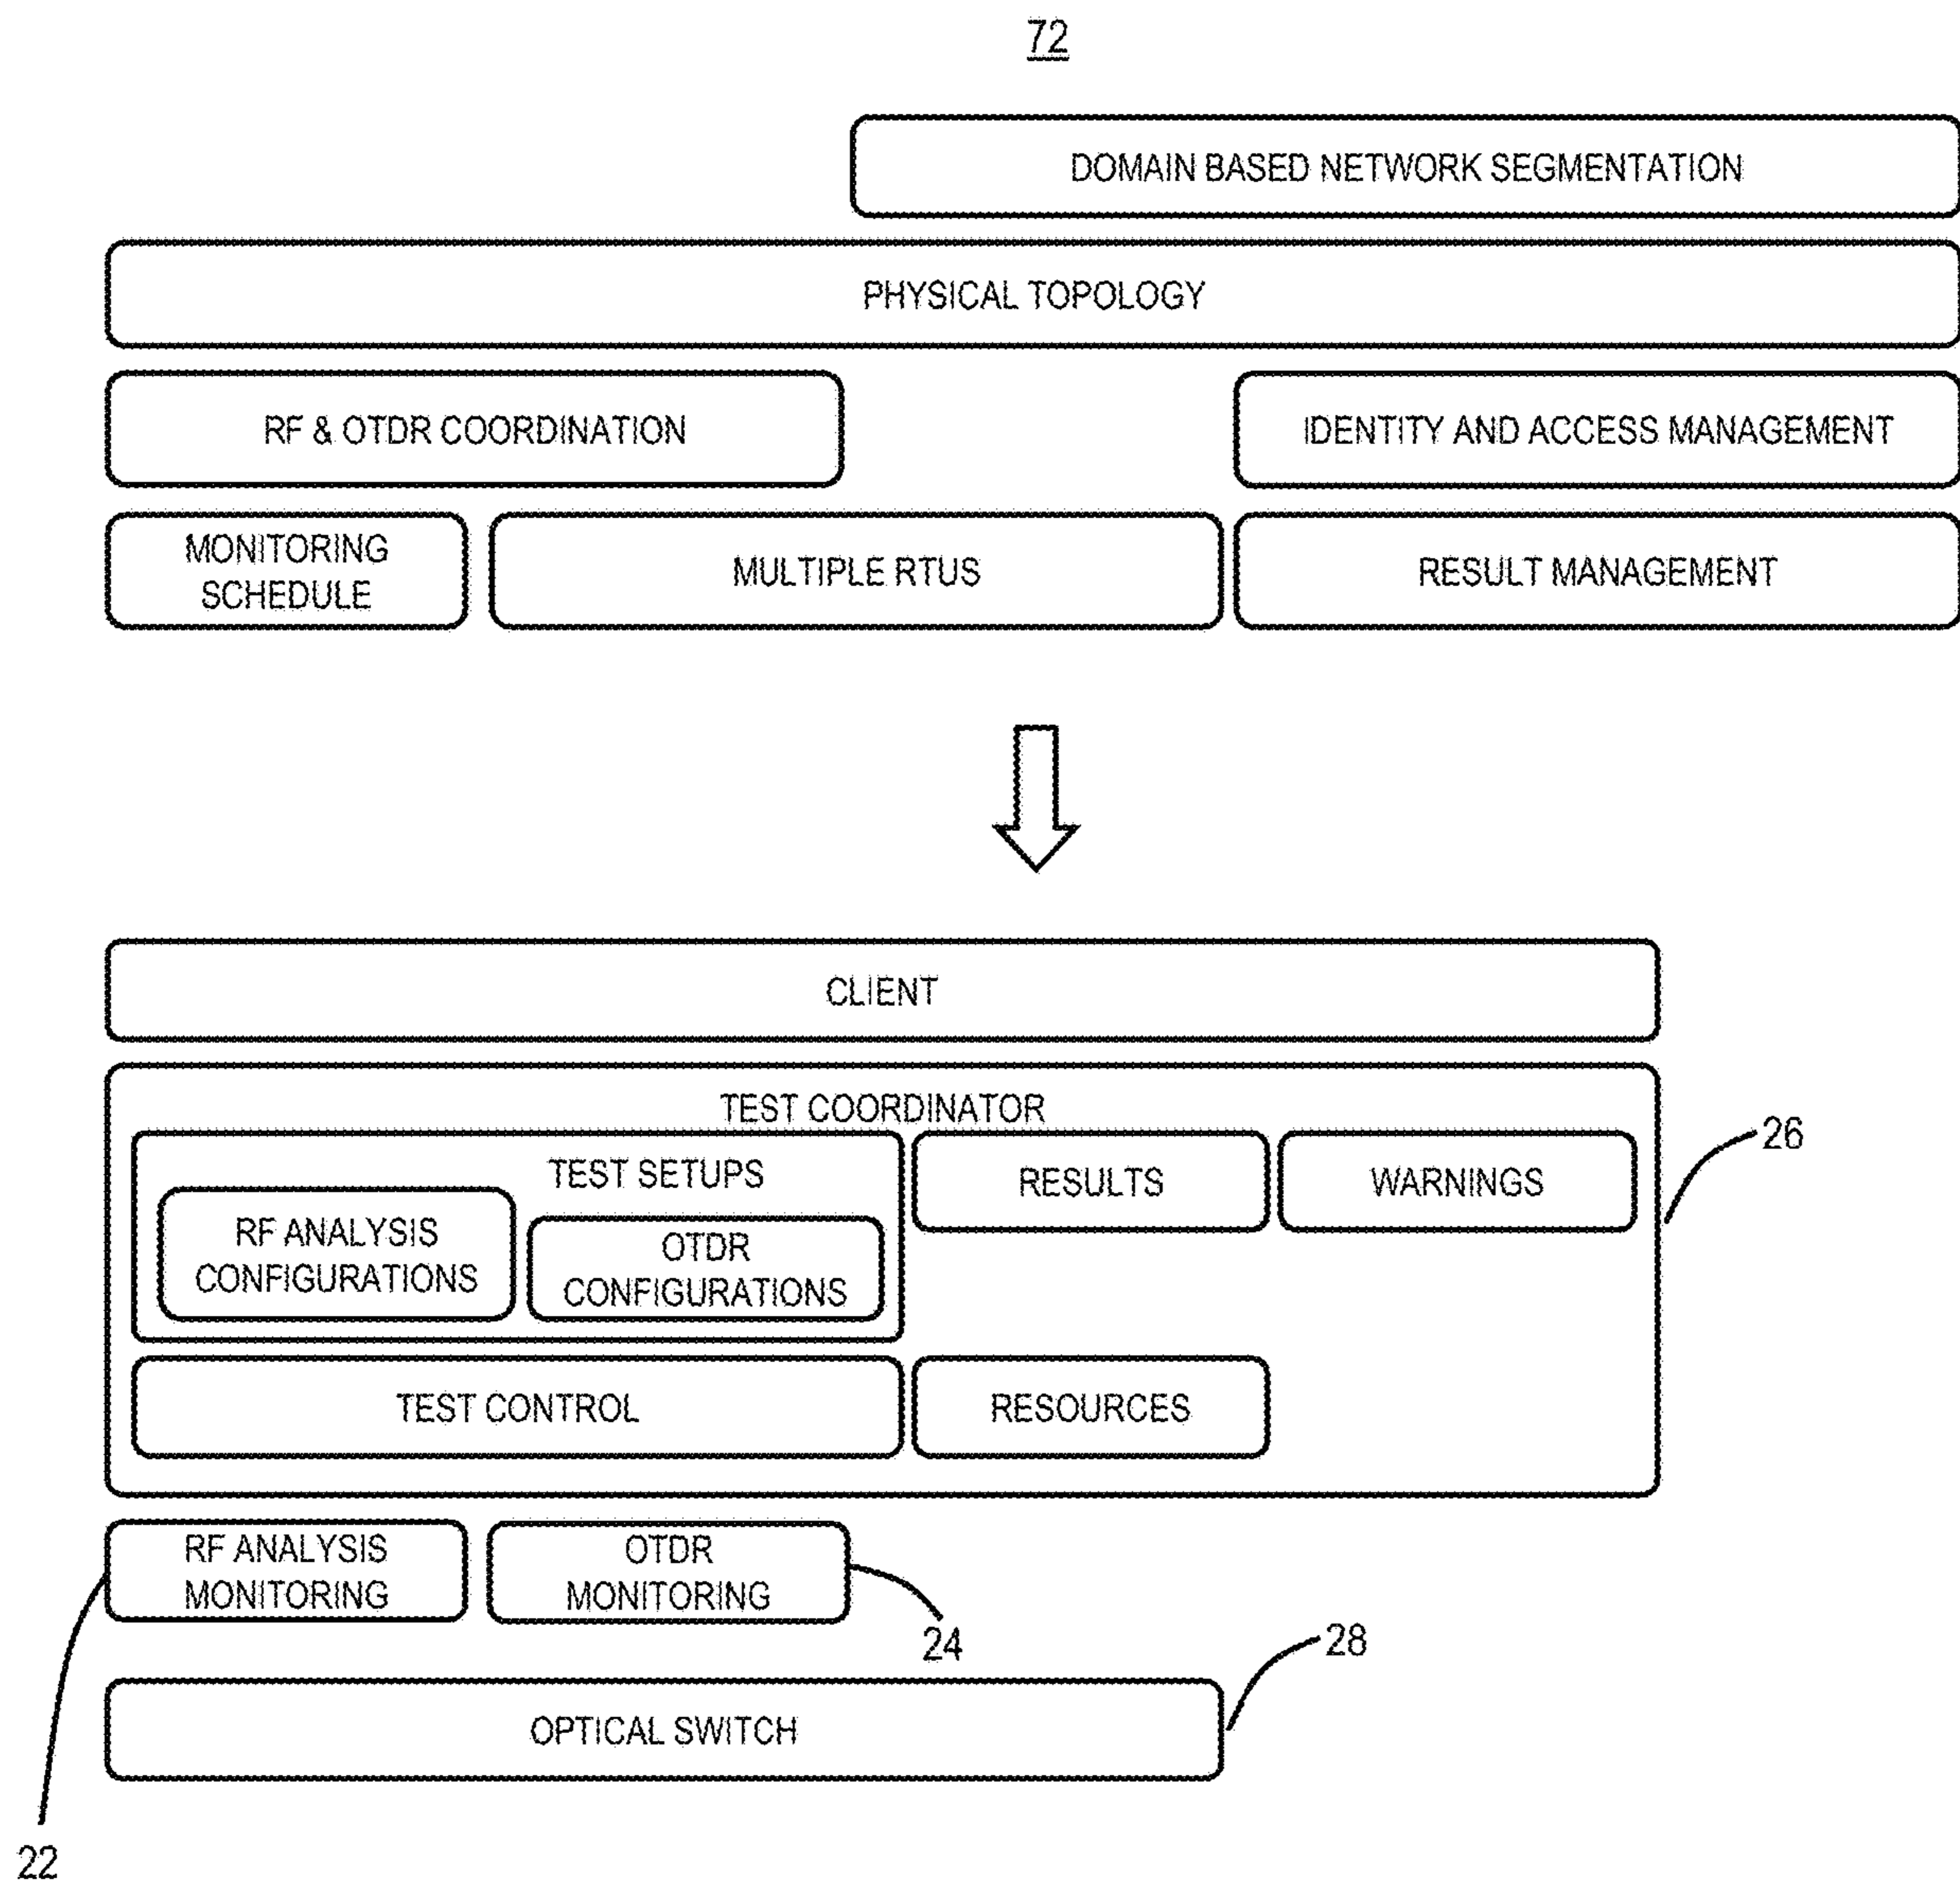 72
DOMAIN BASED NETWORK SEGMENTATION
PHYSICAL TOPOLOGY
RF & OTDR COORDINATION
IDENTITY AND ACCESS MANAGEMENT
MONITORING
SCHEDULE
MULTIPLE RTUS
RESULT MANAGEMENT
CLIENT
TEST COORDINATOR
26
TEST SETUPS
RF ANALYSIS
CONFIGURATIONS
OTDR
CONFIGURATIONS
RESULTS
WARNINGS
TEST CONTROL
RESOURCES
RF ANALYSIS
MONITORING
OTDR
MONITORING
24
28
OPTICAL SWITCH
22